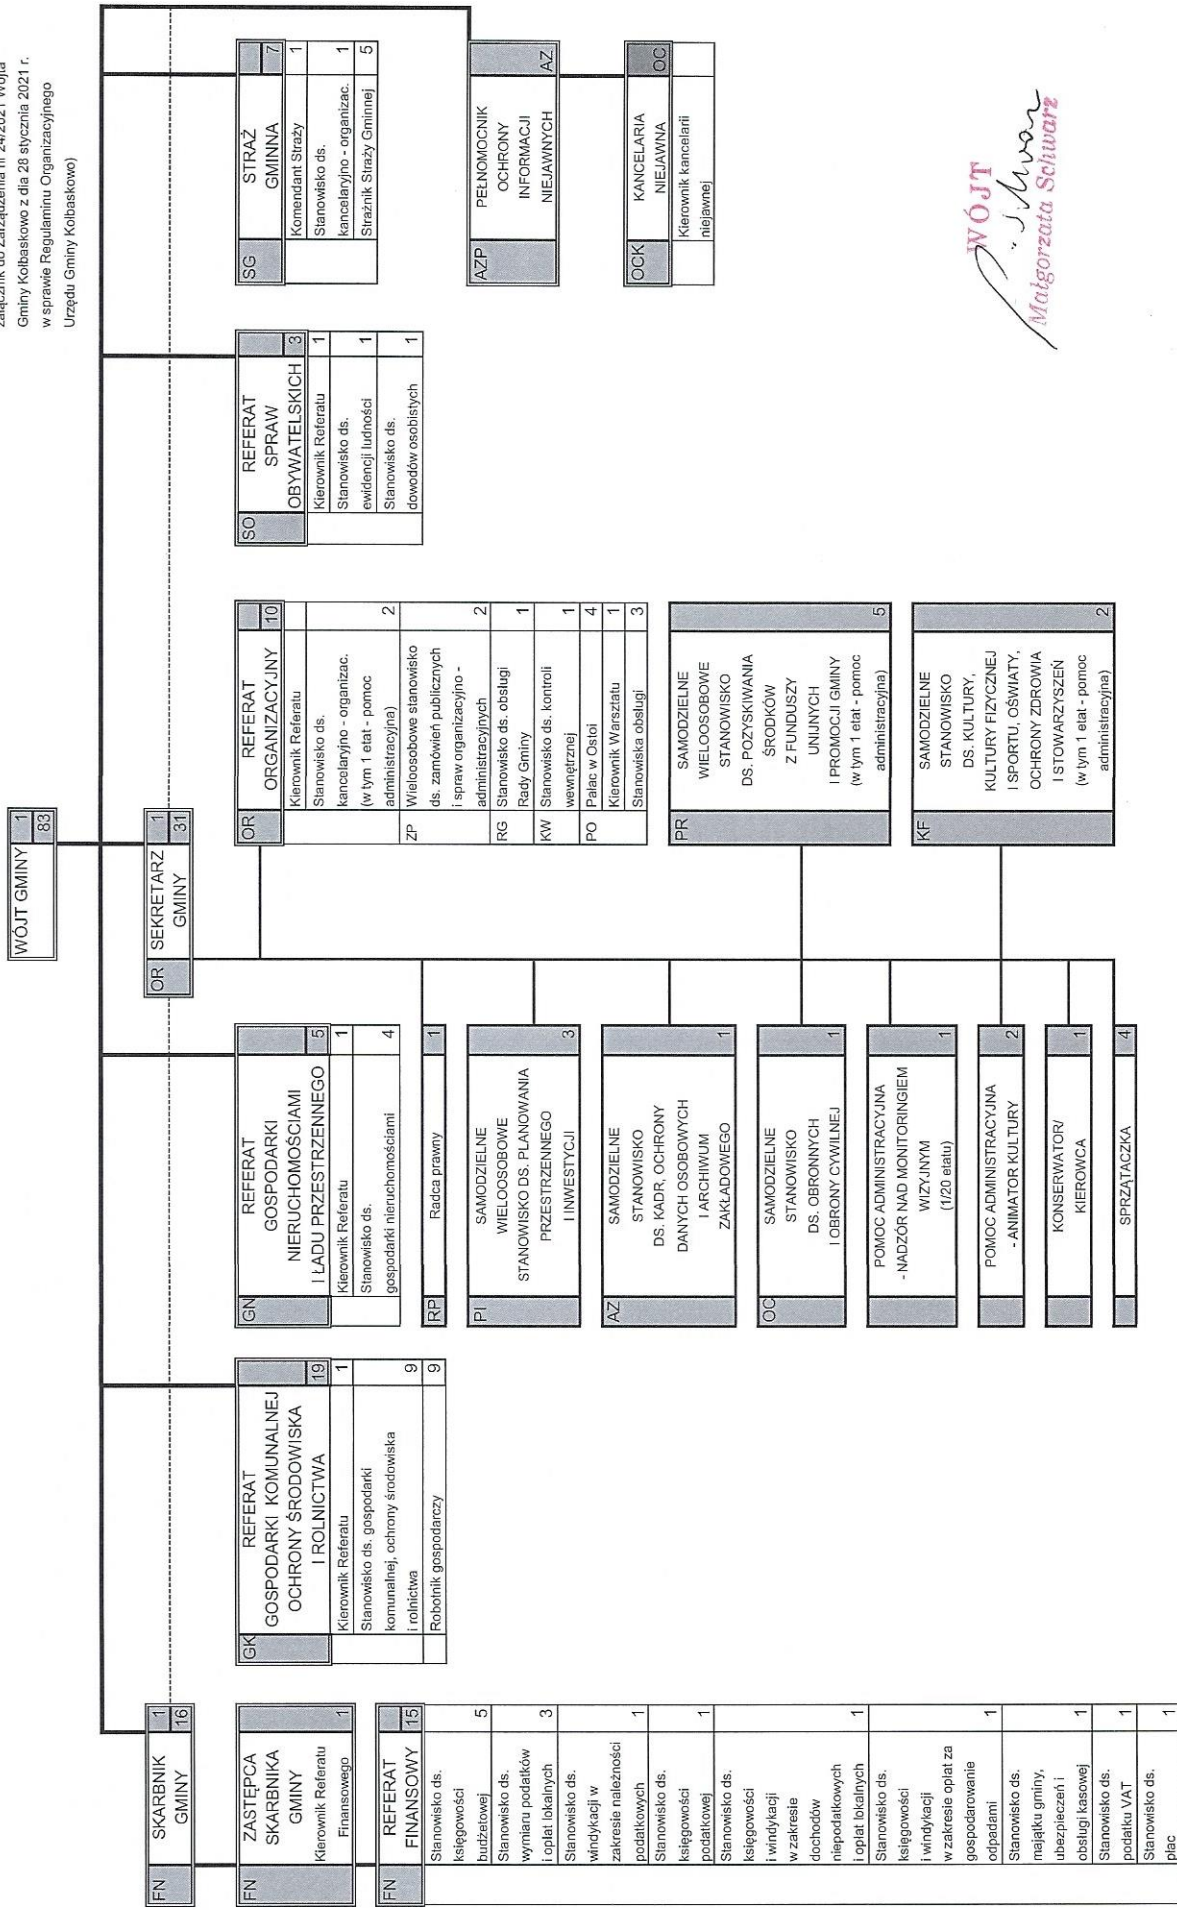 Gminy Kołbaskowo z dia 28 stycznia 2021 r.
w sprawie Regulaminu Organizacyjnego
Urzędu Gminy Kołbaskowo)
WÓJT GMINY 1
83
OR SEKRETARZ 1
GMINY 31
FN SKARBNIK 1
GMINY 16
FN ZASTĘPCA
SKARBNIKA
GMINY
Kierownik Referatu
Finansowego 1
FN REFERAT
FINANSOWY 15
Stanowisko ds.
księgowości
budżetowej 5
Stanowisko ds.
wymiaru podatków
i opłat lokalnych 3
Stanowisko ds.
windykacji w
zakresie należności
podatkowych 1
Stanowisko ds.
księgowości
podatkowej 1
Stanowisko ds.
księgowości
i windykacji
w zakresie
dochodów
niepodatkowych
i opłat lokalnych 1
Stanowisko ds.
księgowości
i windykacji
w zakresie opłat za
gospodarowanie
odpadami 1
Stanowisko ds.
majątku gminy,
ubezpieczeń i
obsługi kasowej 1
Stanowisko ds.
podatku VAT 1
Stanowisko ds.
płac 1
GK REFERAT
GOSPODARKI KOMUNALNEJ
OCHRONY ŚRODOWISKA
I ROLNICTWA 19
Kierownik Referatu 1
Stanowisko ds. gospodarki
komunalnej, ochrony środowiska
i rolnictwa 9
Robotnik gospodarczy 9
GN REFERAT
GOSPODARKI
NIERUCHOMOŚCIAMI
I ŁADU PRZESTRZENNEGO 5
Kierownik Referatu 1
Stanowisko ds.
gospodarki nieruchomościami 4
RP Radca prawny 1
PI SAMODZIELNE
WIELOOSOBOWE
STANOWISKO DS. PLANOWANIA
PRZESTRZENNEGO
I INWESTYCJI 3
AZ SAMODZIELNE
STANOWISKO
DS. KADR, OCHRONY
DANYCH OSOBOWYCH
I ARCHIWUM
ZAKŁADOWEGO 1
OC SAMODZIELNE
STANOWISKO
DS. OBRONNYCH
I OBRONY CYWILNEJ 1
POMOC ADMINISTRACYJNA
- NADZÓR NAD MONITORINGIEM
WIZYJNYM
(1/20 etatu) 1
POMOC ADMINISTRACYJNA
- ANIMATOR KULTURY 2
KONSERWATOR/
KIEROWCA 1
SPRZĄTACZKA 4
OR REFERAT
ORGANIZACYJNY 10
Kierownik Referatu
Stanowisko ds.
kancelaryjno - organizac.
(w tym 1 etat - pomoc
administracyjna) 2
ZP Wieloosobowe stanowisko
ds. zamówień publicznych
i spraw organizacyjno -
administracyjnych 2
RG Stanowisko ds. obsługi
Rady Gminy 1
KW Stanowisko ds. kontroli
wewnętrznej 1
PO Pałac w Ostoi 4
Kierownik Warsztatu 1
Stanowiska obsługi 3
PR SAMODZIELNE
WIELOOSOBOWE
STANOWISKO
DS. POZYSKIWANIA
ŚRODKÓW
Z FUNDUSZY
UNIJNYCH
I PROMOCJI GMINY
(w tym 1 etat - pomoc
administracyjna) 5
KF SAMODZIELNE
STANOWISKO
DS. KULTURY,
KULTURY FIZYCZNEJ
I SPORTU, OŚWIATY,
OCHRONY ZDROWIA
I STOWARZYSZEŃ
(w tym 1 etat - pomoc
administracyjna) 2
SO REFERAT
SPRAW
OBYWATELSKICH 3
Kierownik Referatu 1
Stanowisko ds.
ewidencji ludności 1
Stanowisko ds.
dowodów osobistych 1
SG STRAŻ
GMINNA 7
Komendant Straży 1
Stanowisko ds.
kancelaryjno - organizac. 1
Strażnik Straży Gminnej 5
AZP PEŁNOMOCNIK AZ
OCHRONY
INFORMACJI
NIEJAWNYCH
OCK KANCELARIA OC
NIEJAWNA
Kierownik kancelarii
niejawnej
WÓJT
Małgorzata Schwarz